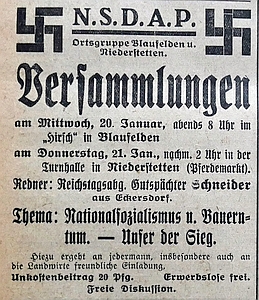 N.S.D.A.P.
Ortsgruppe Blaufelden u.
Niederstetten.
Versammlungen
am Mittwoch, 20. Januar, abends 8 Uhr im
„Hirsch" in Blaufelden
am Donnerstag, 21. Jan., nachm. 2 Uhr in der
Turnhalle in Niederstetten (Pferdemarkt).
Redner: Reichstagsabg. Gutspächter Schneider
aus Eckersdorf.
Thema: Nationalsozialismus u. Bauern-
tum. — Unser der Sieg.
Hiezu ergeht an jedermann, insbesondere auch an
die Landwirte freundliche Einladung.
Unkostenbeitrag 20 Pfg. Erwerbslose frei.
Freie Diskussion.